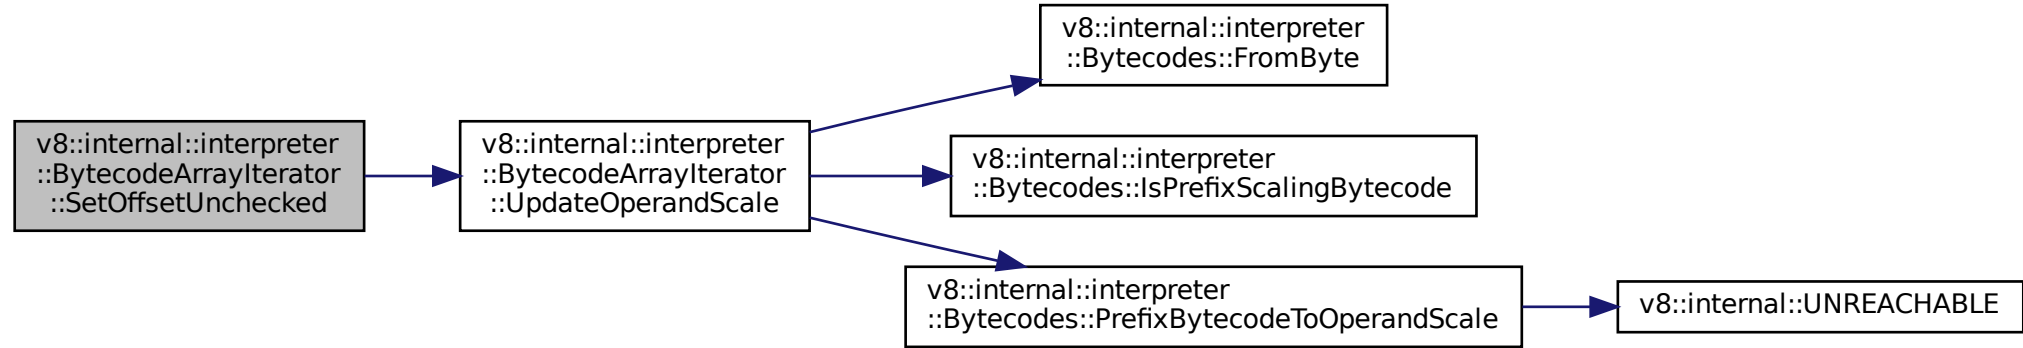 v8::internal::interpreter
::BytecodeArrayIterator
::SetOffsetUnchecked
v8::internal::interpreter
::BytecodeArrayIterator
::UpdateOperandScale
v8::internal::interpreter
::Bytecodes::FromByte
v8::internal::interpreter
::Bytecodes::IsPrefixScalingBytecode
v8::internal::interpreter
::Bytecodes::PrefixBytecodeToOperandScale
v8::internal::UNREACHABLE